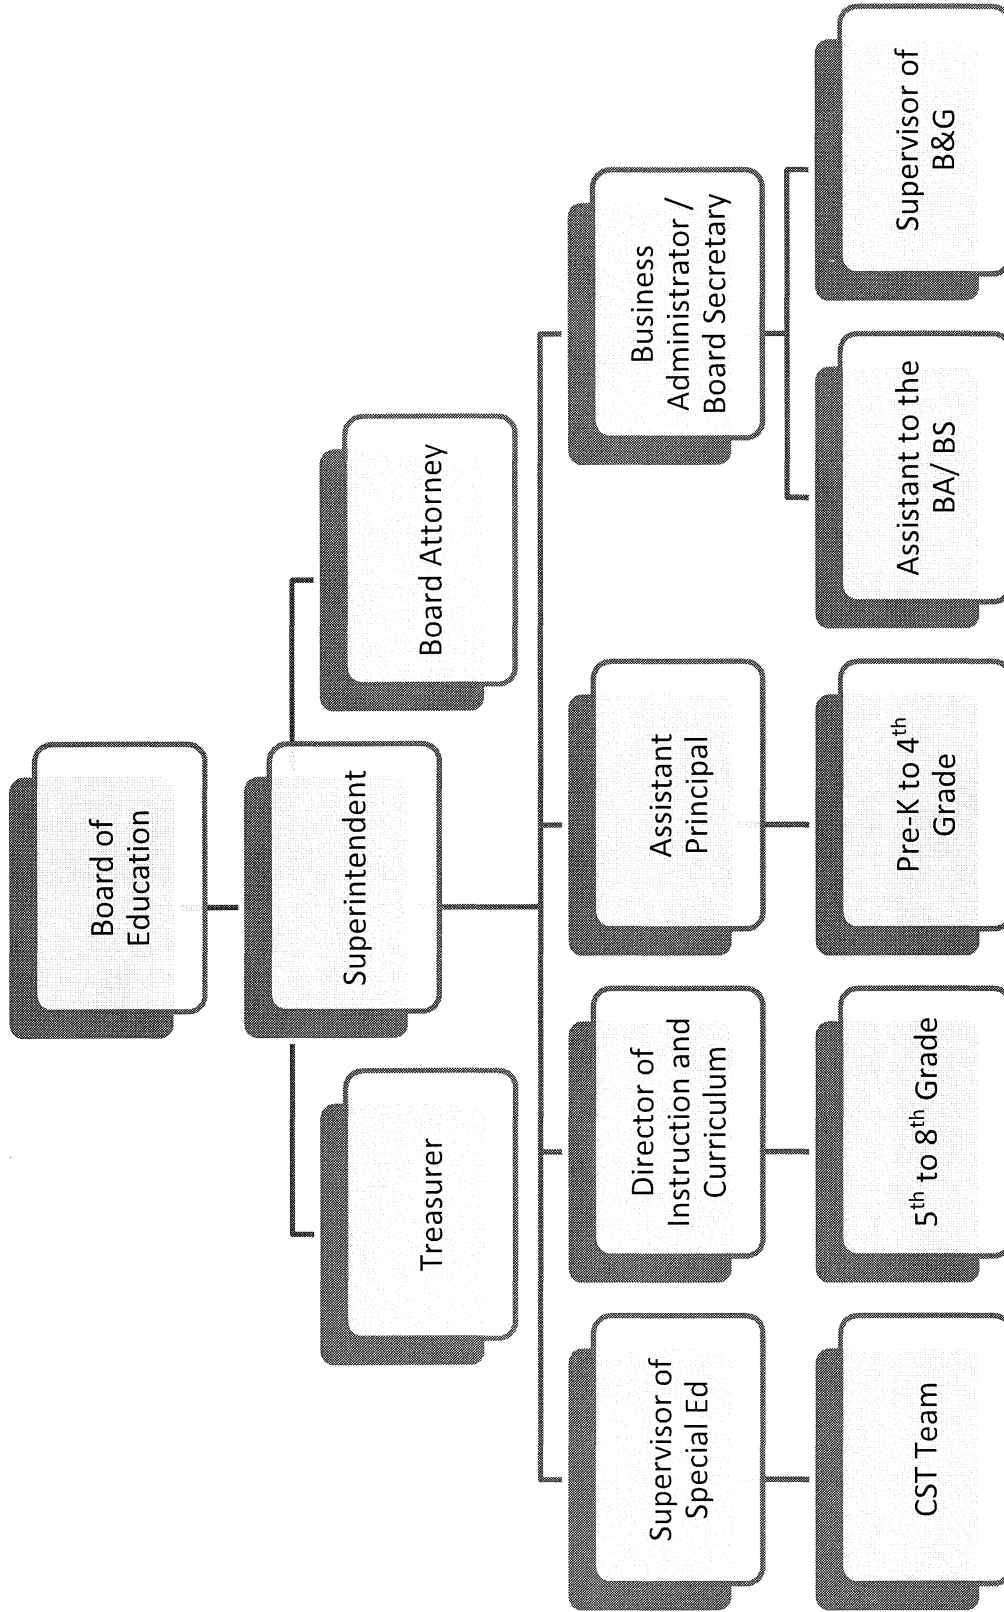 Board of
Education
Superintendent
Treasurer
Board Attorney
Supervisor of
Special Ed
Director of
Instruction and
Curriculum
Assistant
Principal
Business
Administrator /
Board Secretary
CST Team
5th to 8th Grade
Pre-K to 4th
Grade
Assistant to the
BA/ BS
Supervisor of
B&G